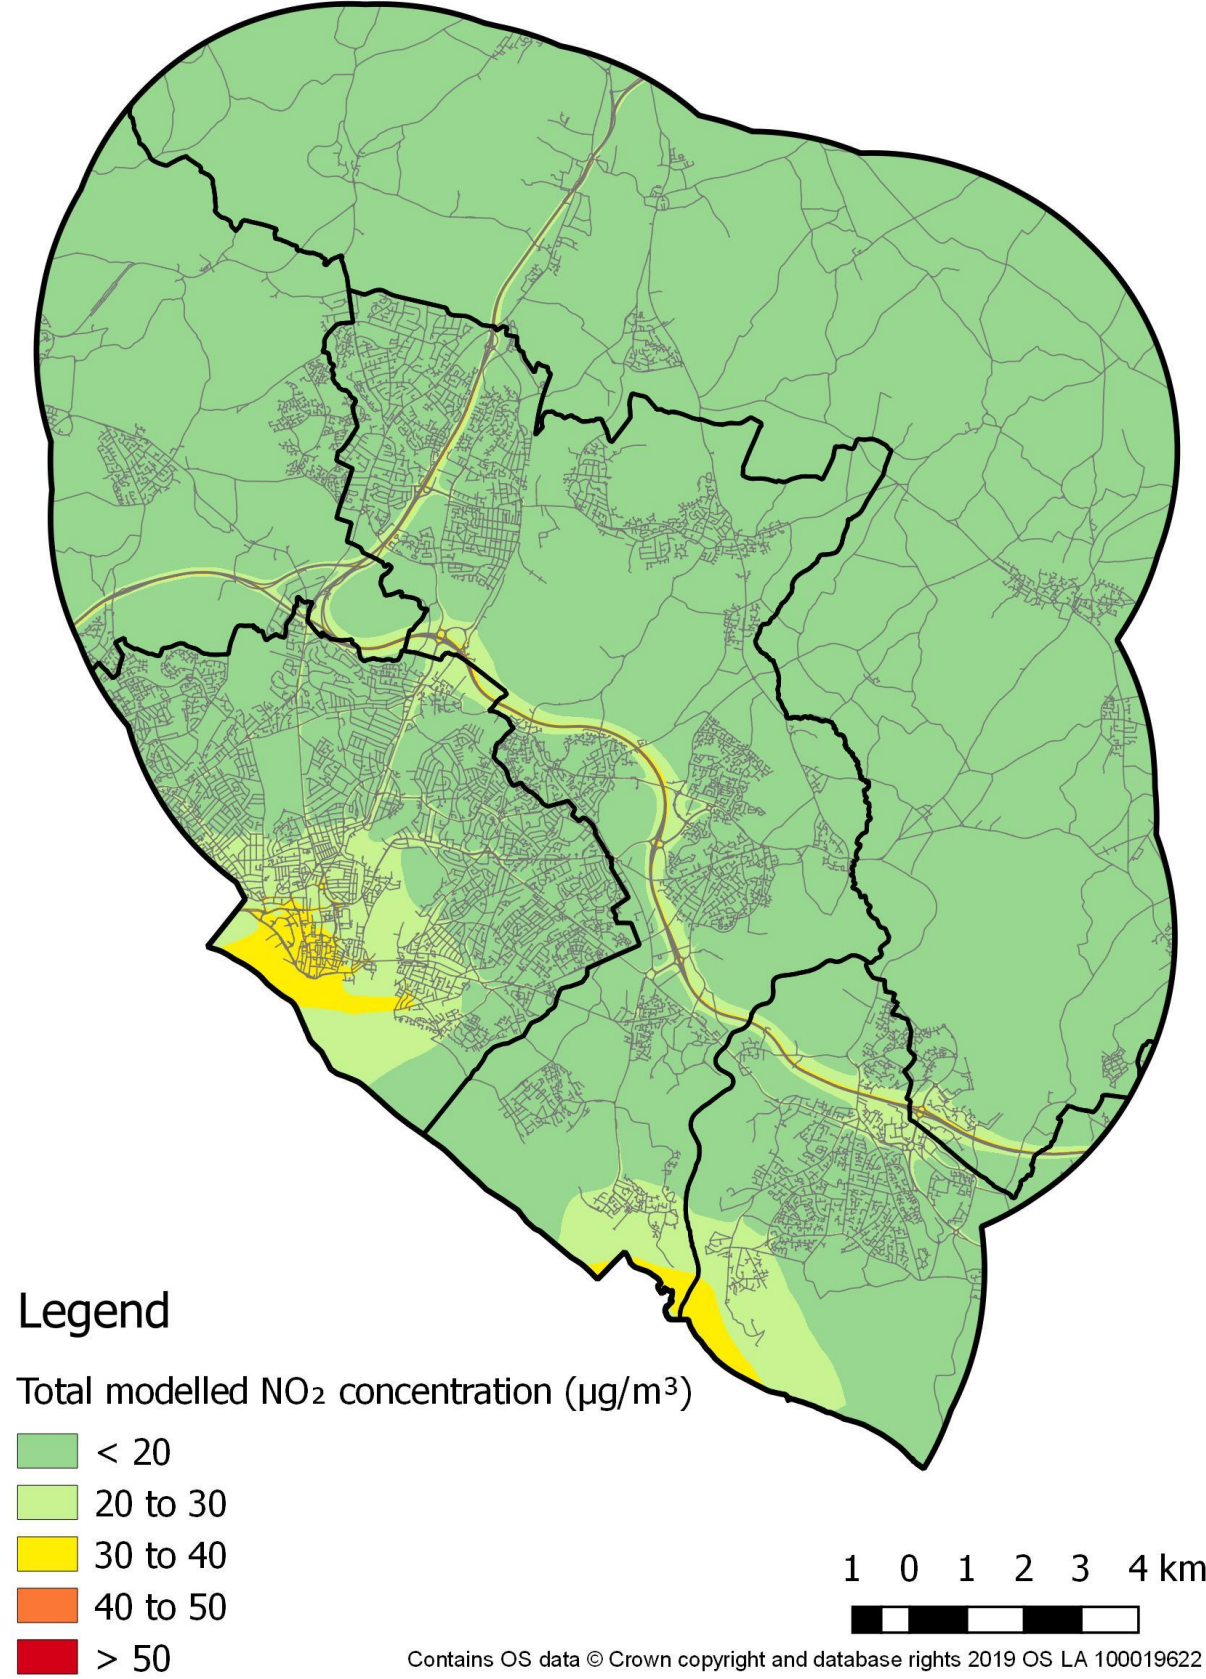 Legend
Total modelled NO₂ concentration (µg/m³)
< 20
20 to 30
30 to 40
40 to 50
> 50
1 0 1 2 3 4 km
Contains OS data © Crown copyright and database rights 2019 OS LA 100019622